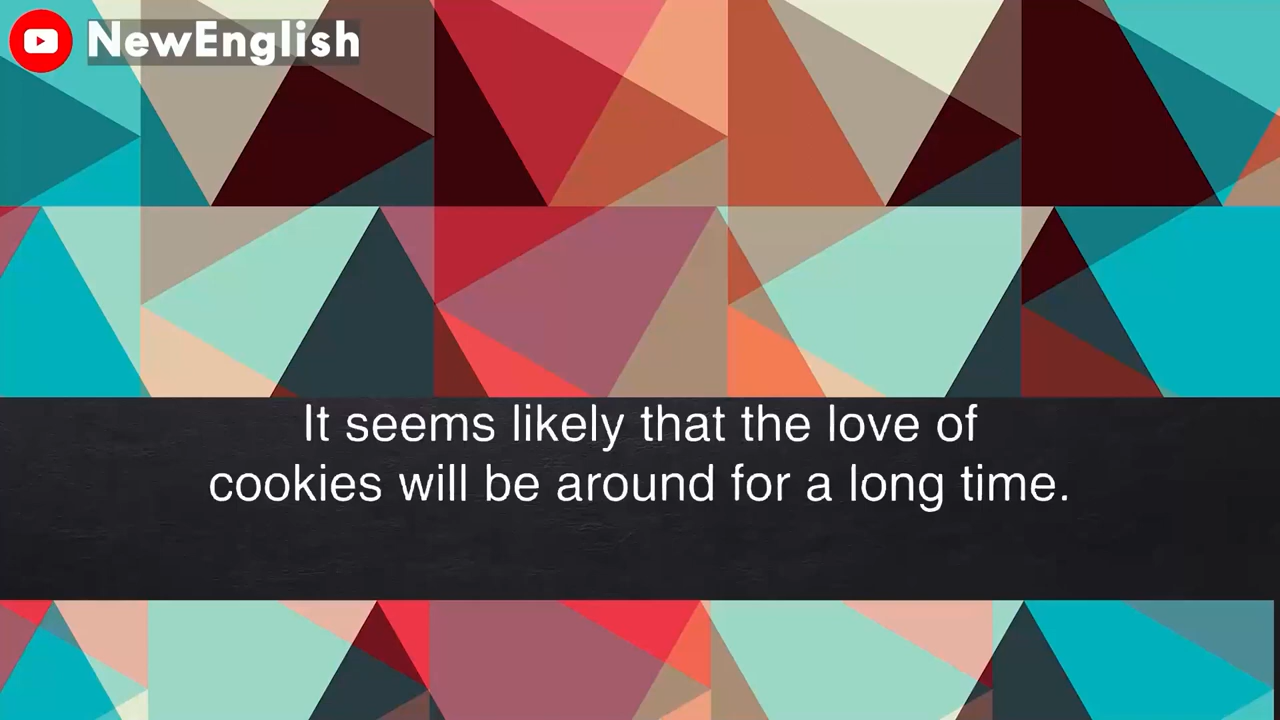 NewEnglish
It seems likely that the love of
cookies will be around for a long time.